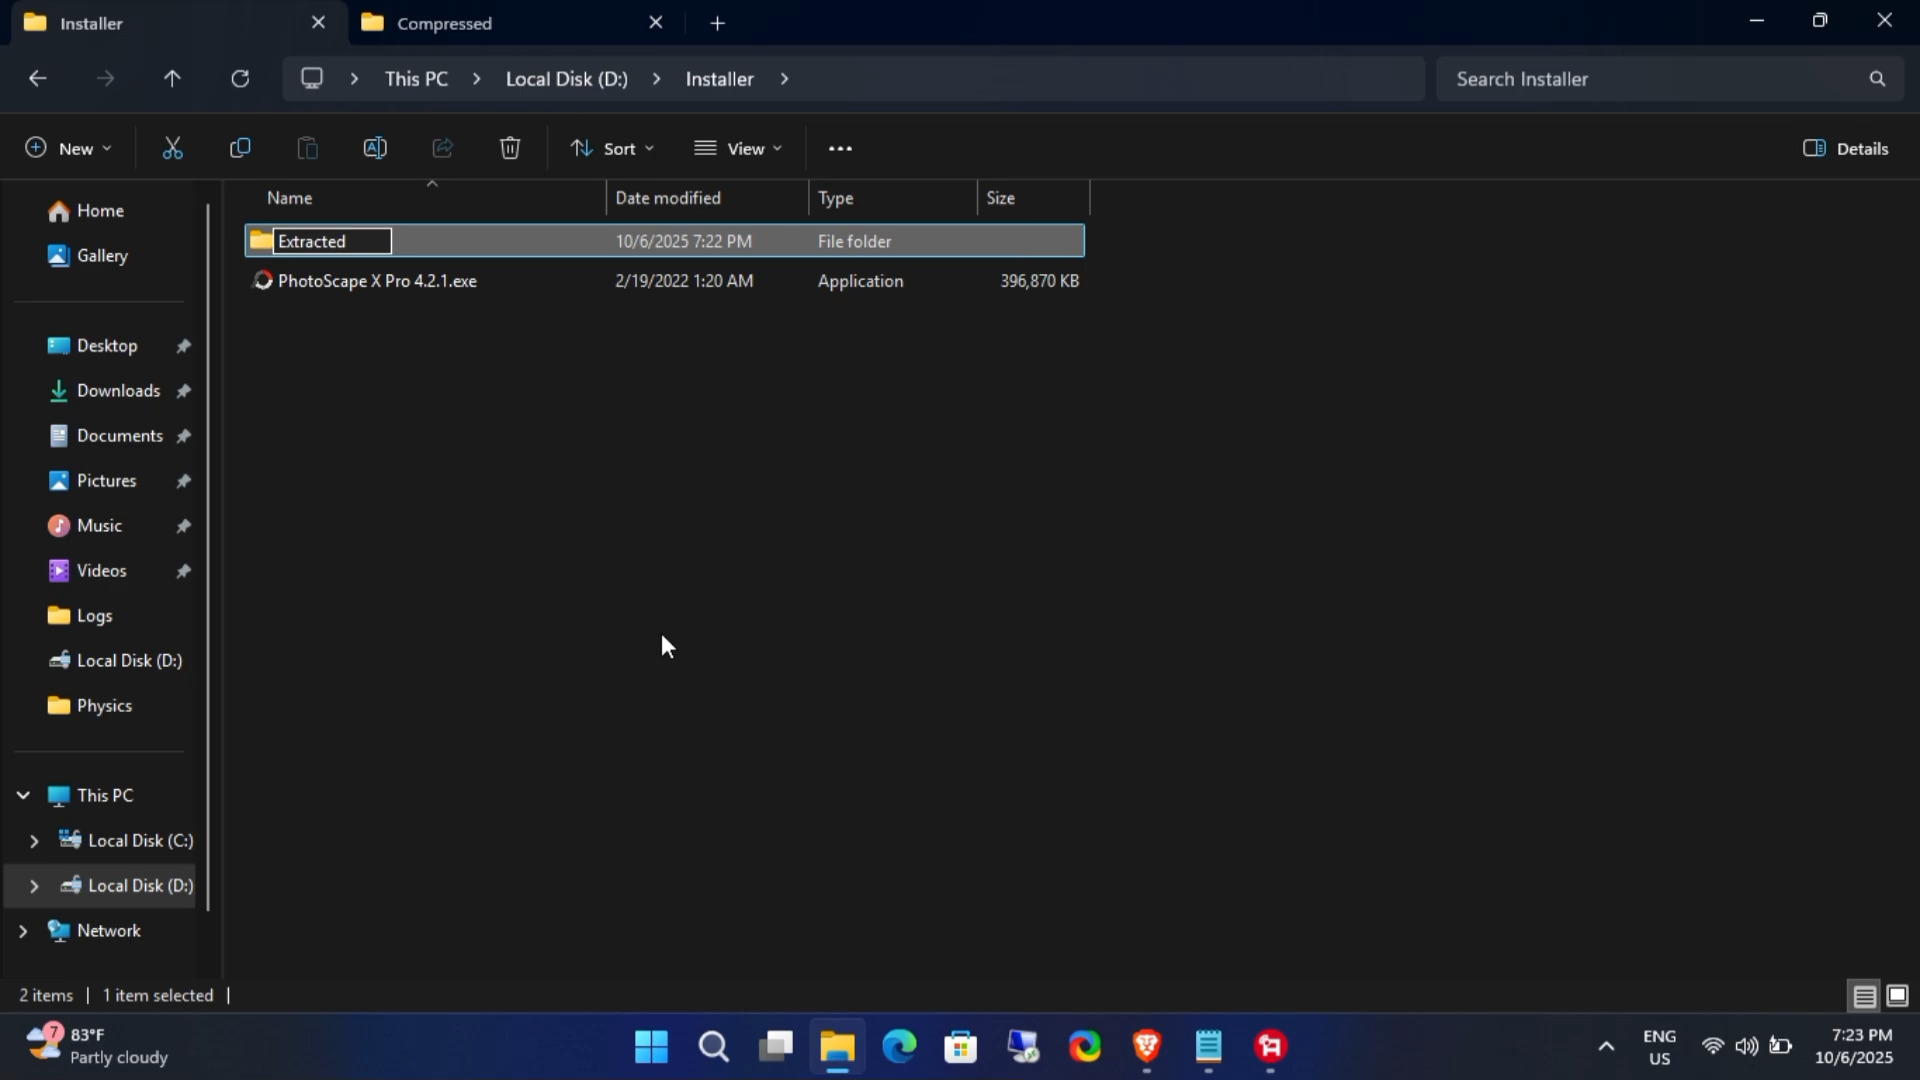 Installer
Compressed
This PC
Local Disk (D:)
Installer
Search Installer
New
Sort
View
Details
Home
Gallery
Desktop
Downloads
Documents
Pictures
Music
Videos
Logs
Local Disk (D:)
Physics
This PC
Local Disk (C:)
Local Disk (D:)
Network
Name
Date modified
Type
Size
Extracted
10/6/2025 7:22 PM
File folder
PhotoScape X Pro 4.2.1.exe
2/19/2022 1:20 AM
Application
396,870 KB
2 items
1 item selected
7
83°F
Partly cloudy
ENG
US
7:23 PM
10/6/2025